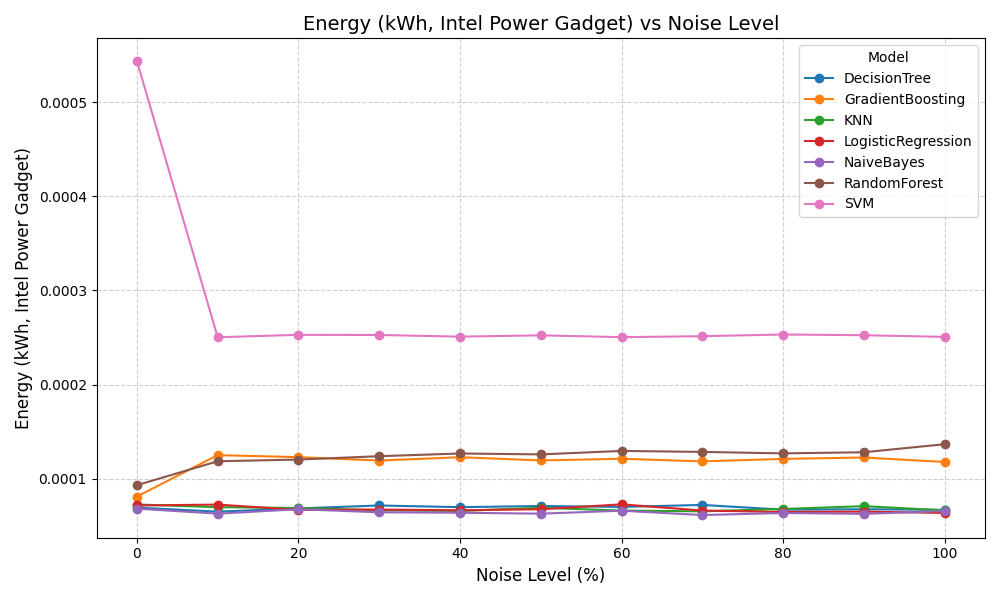 Energy (kWh, Intel Power Gadget) vs Noise Level
Energy (kWh, Intel Power Gadget)
0.0005
0.0004
0.0003
0.0002
0.0001
Model
DecisionTree
GradientBoosting
KNN
LogisticRegression
NaiveBayes
RandomForest
SVM
0
20
40
60
80
100
Noise Level (%)